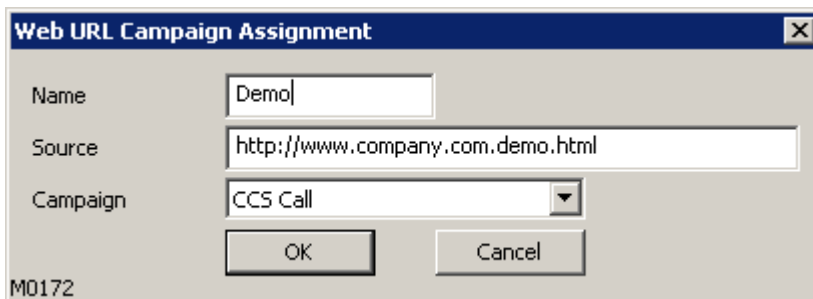 Web URL Campaign Assignment
Name Demo
Source http://www.company.com.demo.html
Campaign CCS Call
OK Cancel
M0172